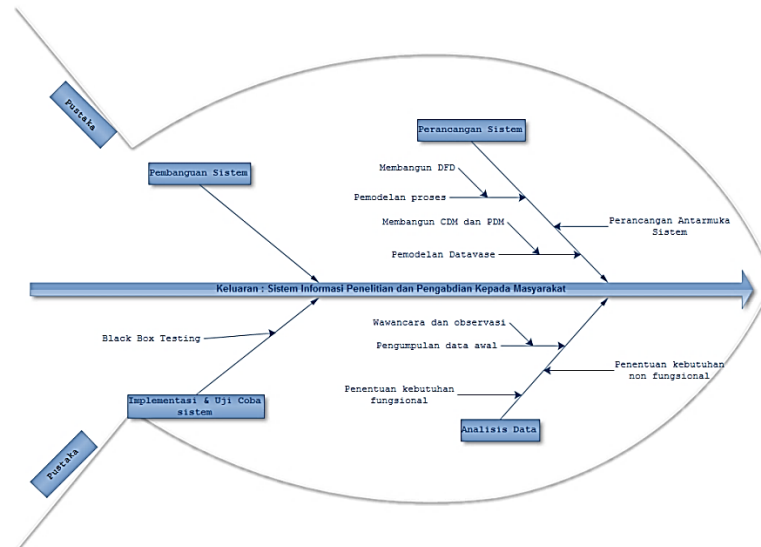 Pustaka
Perancangan Sistem
Pembanguan Sistem
Membangun DFD
Pemodelan proses
Membangun CDM dan PDM
Perancangan Antarmuka
Sistem
Pemodelan Datavase
Keluaran : Sistem Informasi Penelitian dan Pengabdian Kepada Masyarakat
Wawancara dan observasi
Black Box Testing
Pengumpulan data awal
Penentuan kebutuhan
non fungsional
Penentuan kebutuhan
fungsional
Implementasi & Uji Coba
sistem
Analisis Data
Pustaka